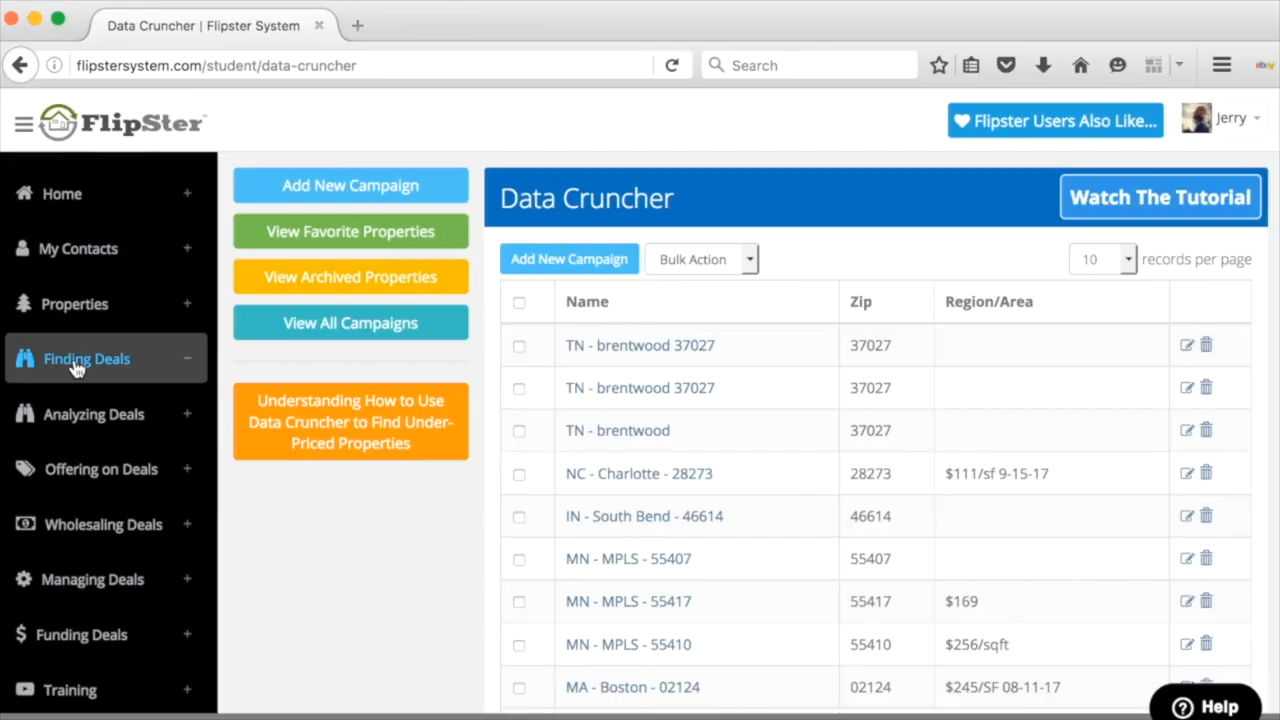 Data Cruncher | Flipster System
flipstersystem.com/student/data-cruncher
Search
ebay
FlipSter
Flipster Users Also Like...
Jerry
Home
My Contacts
Properties
Finding Deals
Analyzing Deals
Offering on Deals
Wholesaling Deals
Managing Deals
Funding Deals
Training
Add New Campaign
View Favorite Properties
View Archived Properties
View All Campaigns
Understanding How to Use
Data Cruncher to Find Under-
Priced Properties
Data Cruncher
Watch The Tutorial
Add New Campaign
Bulk Action
10 records per page
Name Zip Region/Area
TN - brentwood 37027 37027
TN - brentwood 37027 37027
TN - brentwood 37027
NC - Charlotte - 28273 28273 $111/sf 9-15-17
IN - South Bend - 46614 46614
MN - MPLS - 55407 55407
MN - MPLS - 55417 55417 $169
MN - MPLS - 55410 55410 $256/sqft
MA - Boston - 02124 02124 $245/SF 08-11-17
Help